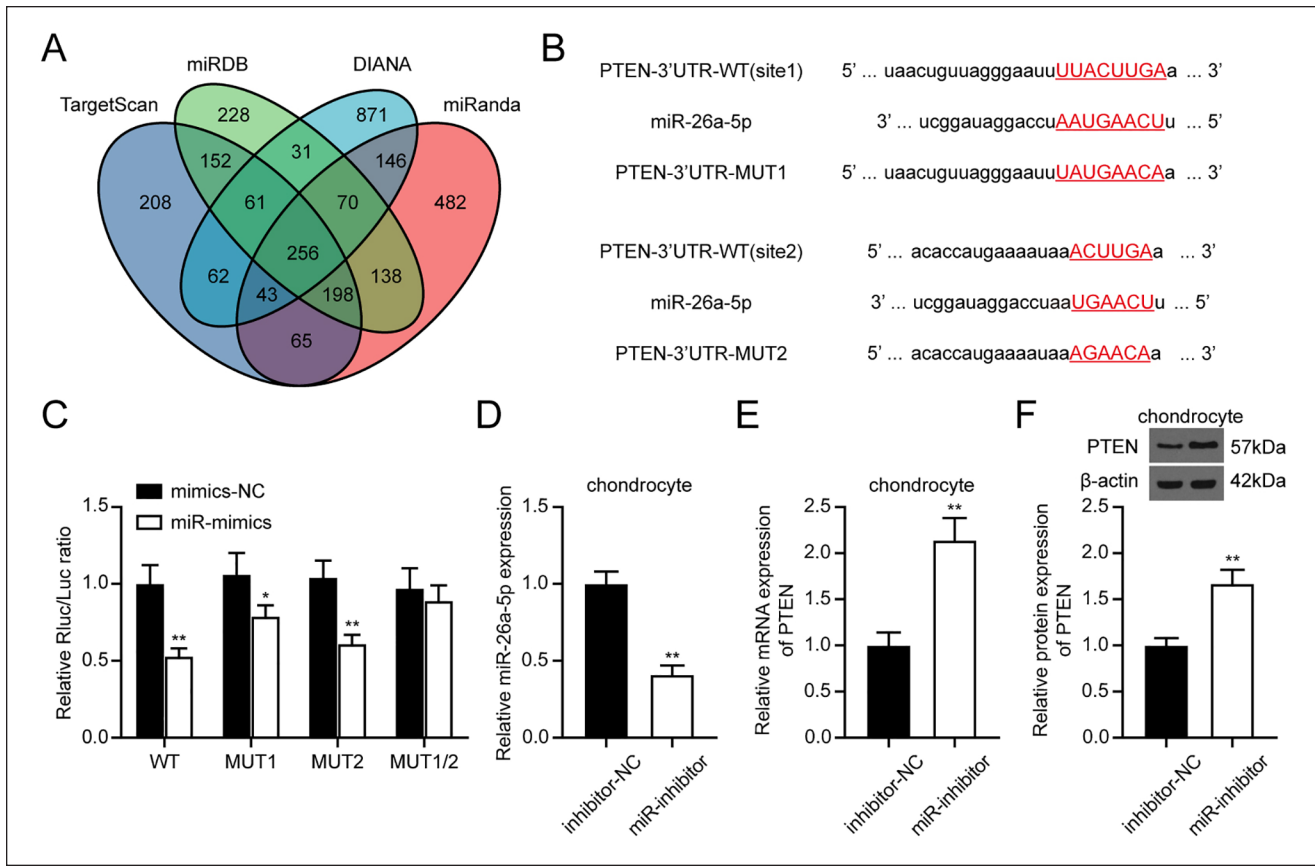 A
miRDB
DIANA
TargetScan
miRanda
228
871
152
31
146
208
61
70
482
256
62
43
198
138
65
B
PTEN-3'UTR-WT(site1) 5' ... uaacuguuagggaauuUUACUUGAa ... 3'
miR-26a-5p 3' ... ucggauaggaccuAAUGAACUu ... 5'
PTEN-3'UTR-MUT1 5' ... uaacuguuagggaauuUAUGAACAa ... 3'
PTEN-3'UTR-WT(site2) 5' ... acaccaugaaaauaaACUUGAa ... 3'
miR-26a-5p 3' ... ucggauaggaccuaaUGAACUu ... 5'
PTEN-3'UTR-MUT2 5' ... acaccaugaaaauaaAGAACAa ... 3'
C
mimics-NC
miR-mimics
Relative Rluc/Luc ratio
1.5
1.0
0.5
0.0
**
*
**
WT MUT1 MUT2 MUT1/2
D
chondrocyte
Relative miR-26a-5p expression
1.5
1.0
0.5
0.0
**
inhibitor-NC
miR-inhibitor
E
chondrocyte
Relative mRNA expression
of PTEN
2.5
2.0
1.5
1.0
0.5
0.0
**
inhibitor-NC
miR-inhibitor
F
chondrocyte
PTEN 57kDa
β-actin 42kDa
Relative protein expression
of PTEN
2.5
2.0
1.5
1.0
0.5
0.0
**
inhibitor-NC
miR-inhibitor